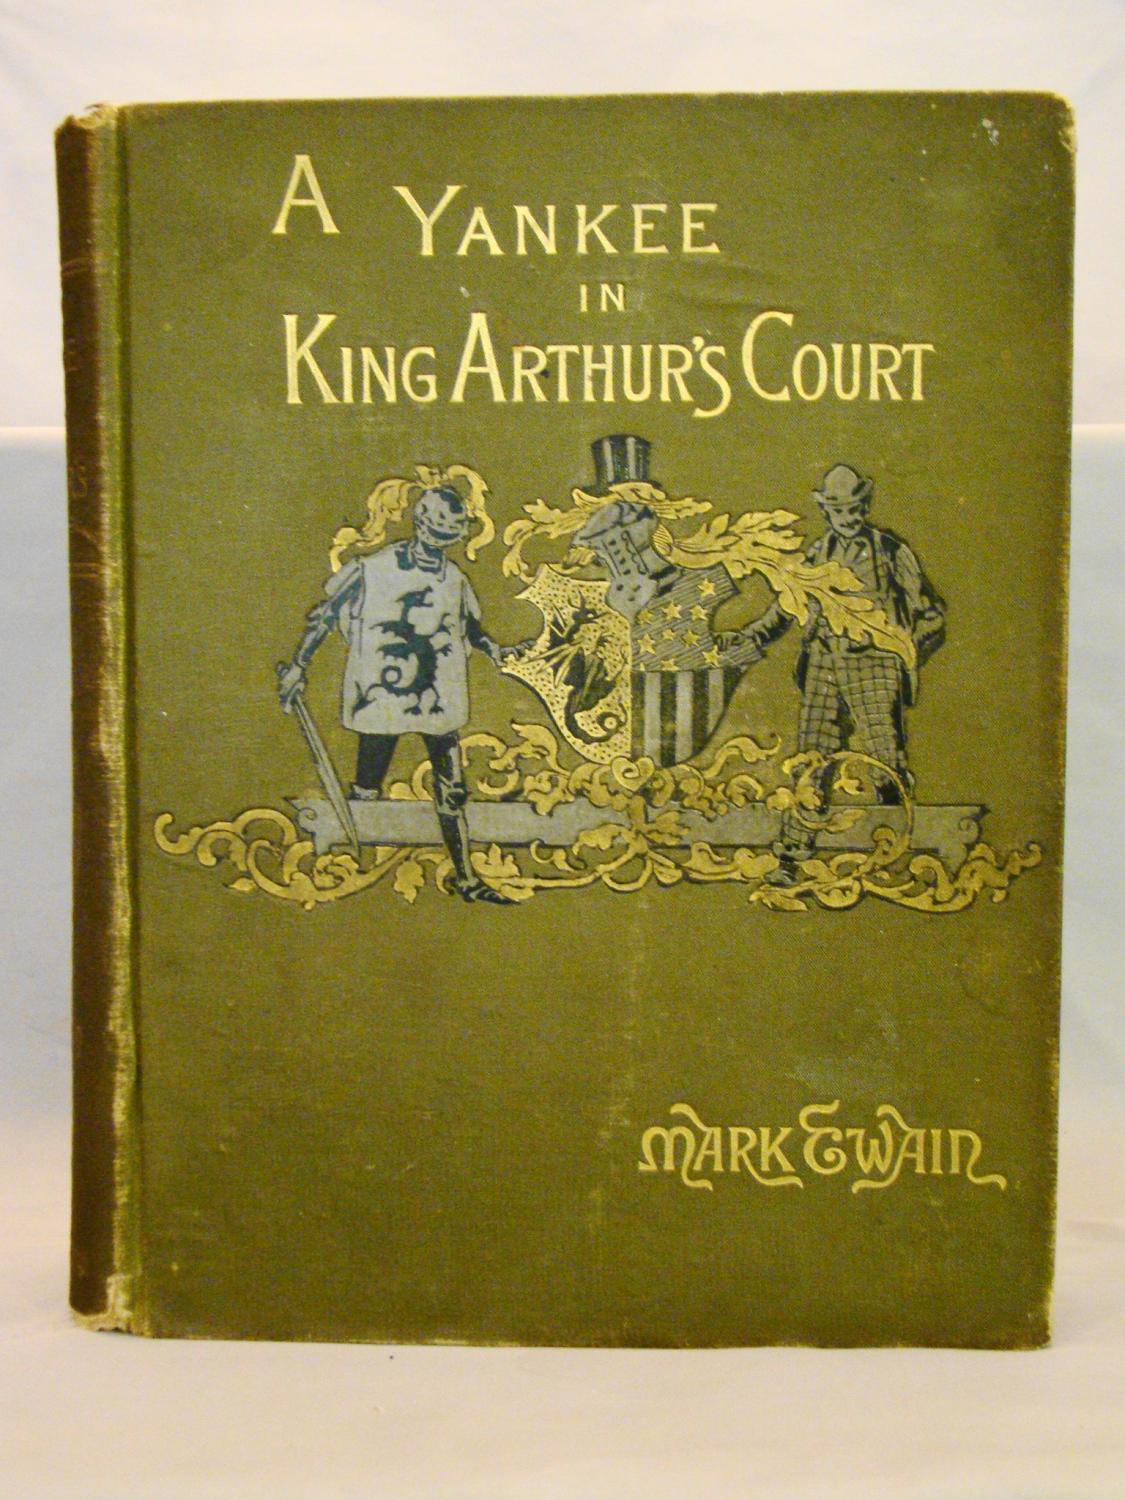 A YANKEE
IN
KING ARTHUR'S COURT
MARK TWAIN